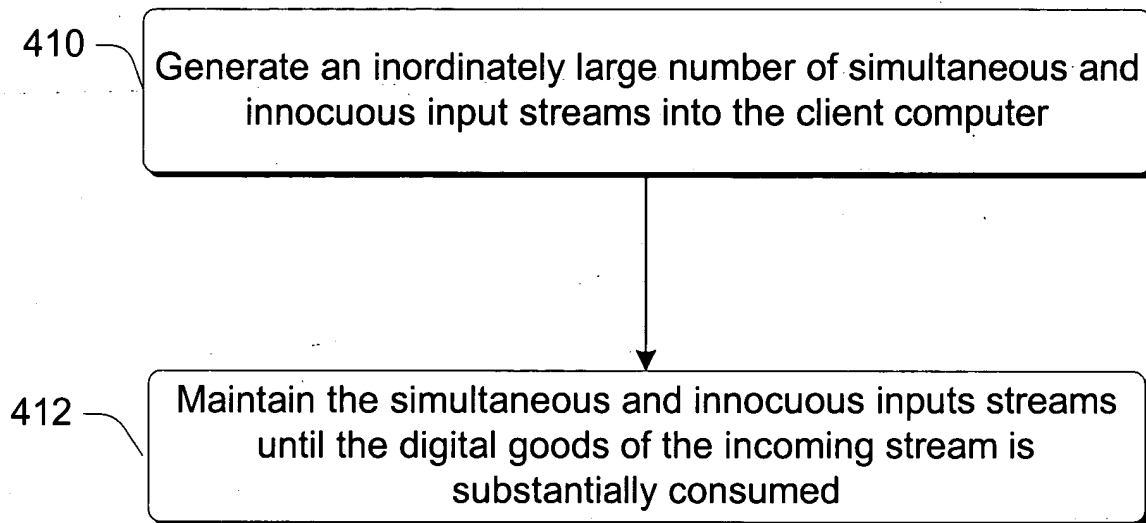 410
Generate an inordinately large number of simultaneous and
innocuous input streams into the client computer
412
Maintain the simultaneous and innocuous inputs streams
until the digital goods of the incoming stream is
substantially consumed